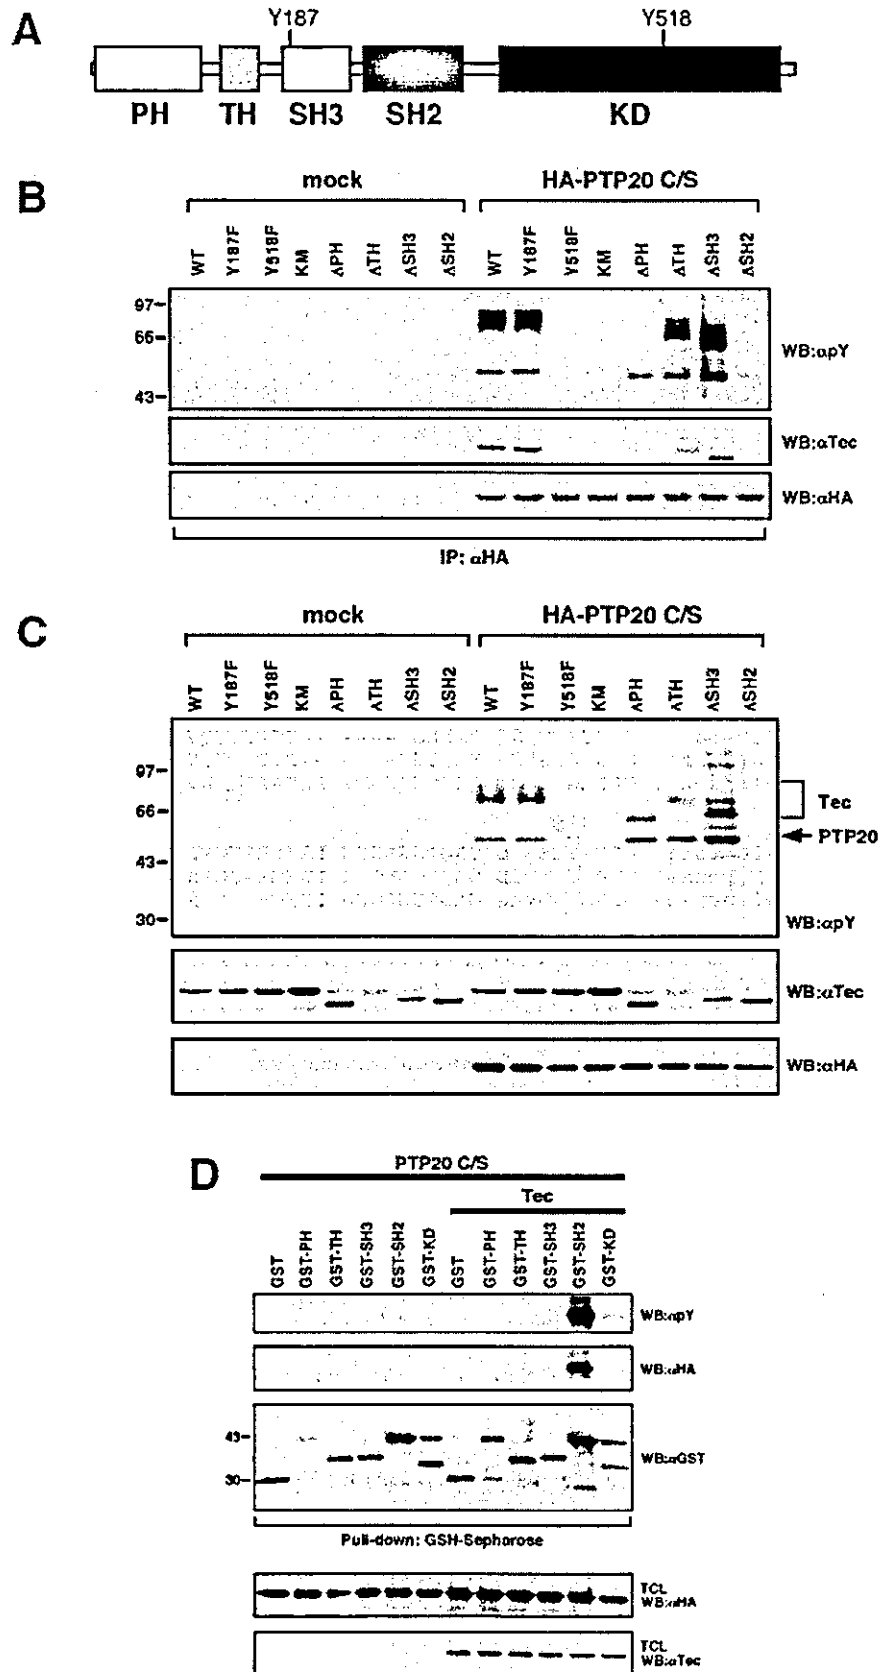 A
Y187 Y518
PH TH SH3 SH2 KD
B
mock HA-PTP20 C/S
WT Y187F Y518F KM ΔPH ΔTH ΔSH3 ΔSH2 WT Y187F Y518F KM ΔPH ΔTH ΔSH3 ΔSH2
97
66
43
WB:αpY
WB:αTec
WB:αHA
IP: αHA
C
mock HA-PTP20 C/S
WT Y187F Y518F KM ΔPH ΔTH ΔSH3 ΔSH2 WT Y187F Y518F KM ΔPH ΔTH ΔSH3 ΔSH2
97
66
43
30
Tec
PTP20
WB:αpY
WB:αTec
WB:αHA
D
PTP20 C/S
Tec
GST GST-PH GST-TH GST-SH3 GST-SH2 GST-KD GST GST-PH GST-TH GST-SH3 GST-SH2 GST-KD
WB:αpY
WB:αHA
43
30
WB:αGST
Pull-down: GSH-Sepharose
TCL
WB:αHA
TCL
WB:αTec